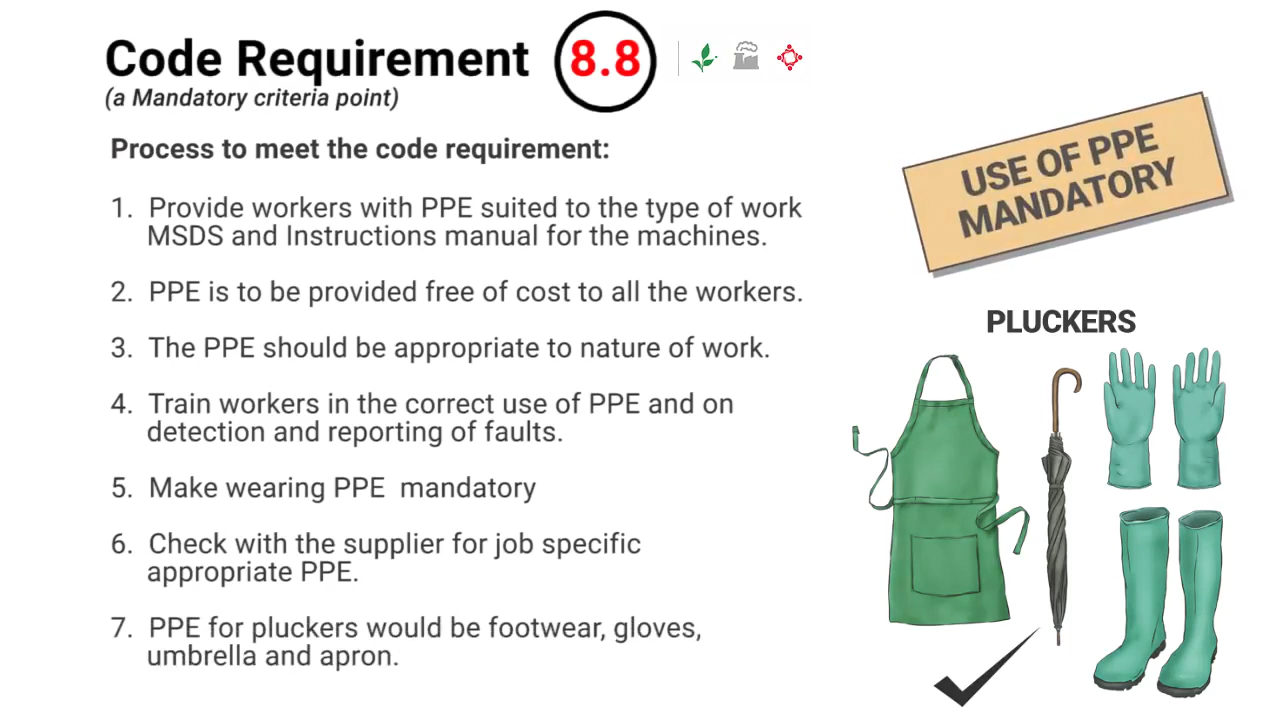 Code Requirement 8.8
(a Mandatory criteria point)
Process to meet the code requirement:
1. Provide workers with PPE suited to the type of work
MSDS and Instructions manual for the machines.
2. PPE is to be provided free of cost to all the workers.
3. The PPE should be appropriate to nature of work.
4. Train workers in the correct use of PPE and on
detection and reporting of faults.
5. Make wearing PPE mandatory
6. Check with the supplier for job specific
appropriate PPE.
7. PPE for pluckers would be footwear, gloves,
umbrella and apron.
USE OF PPE
MANDATORY
PLUCKERS